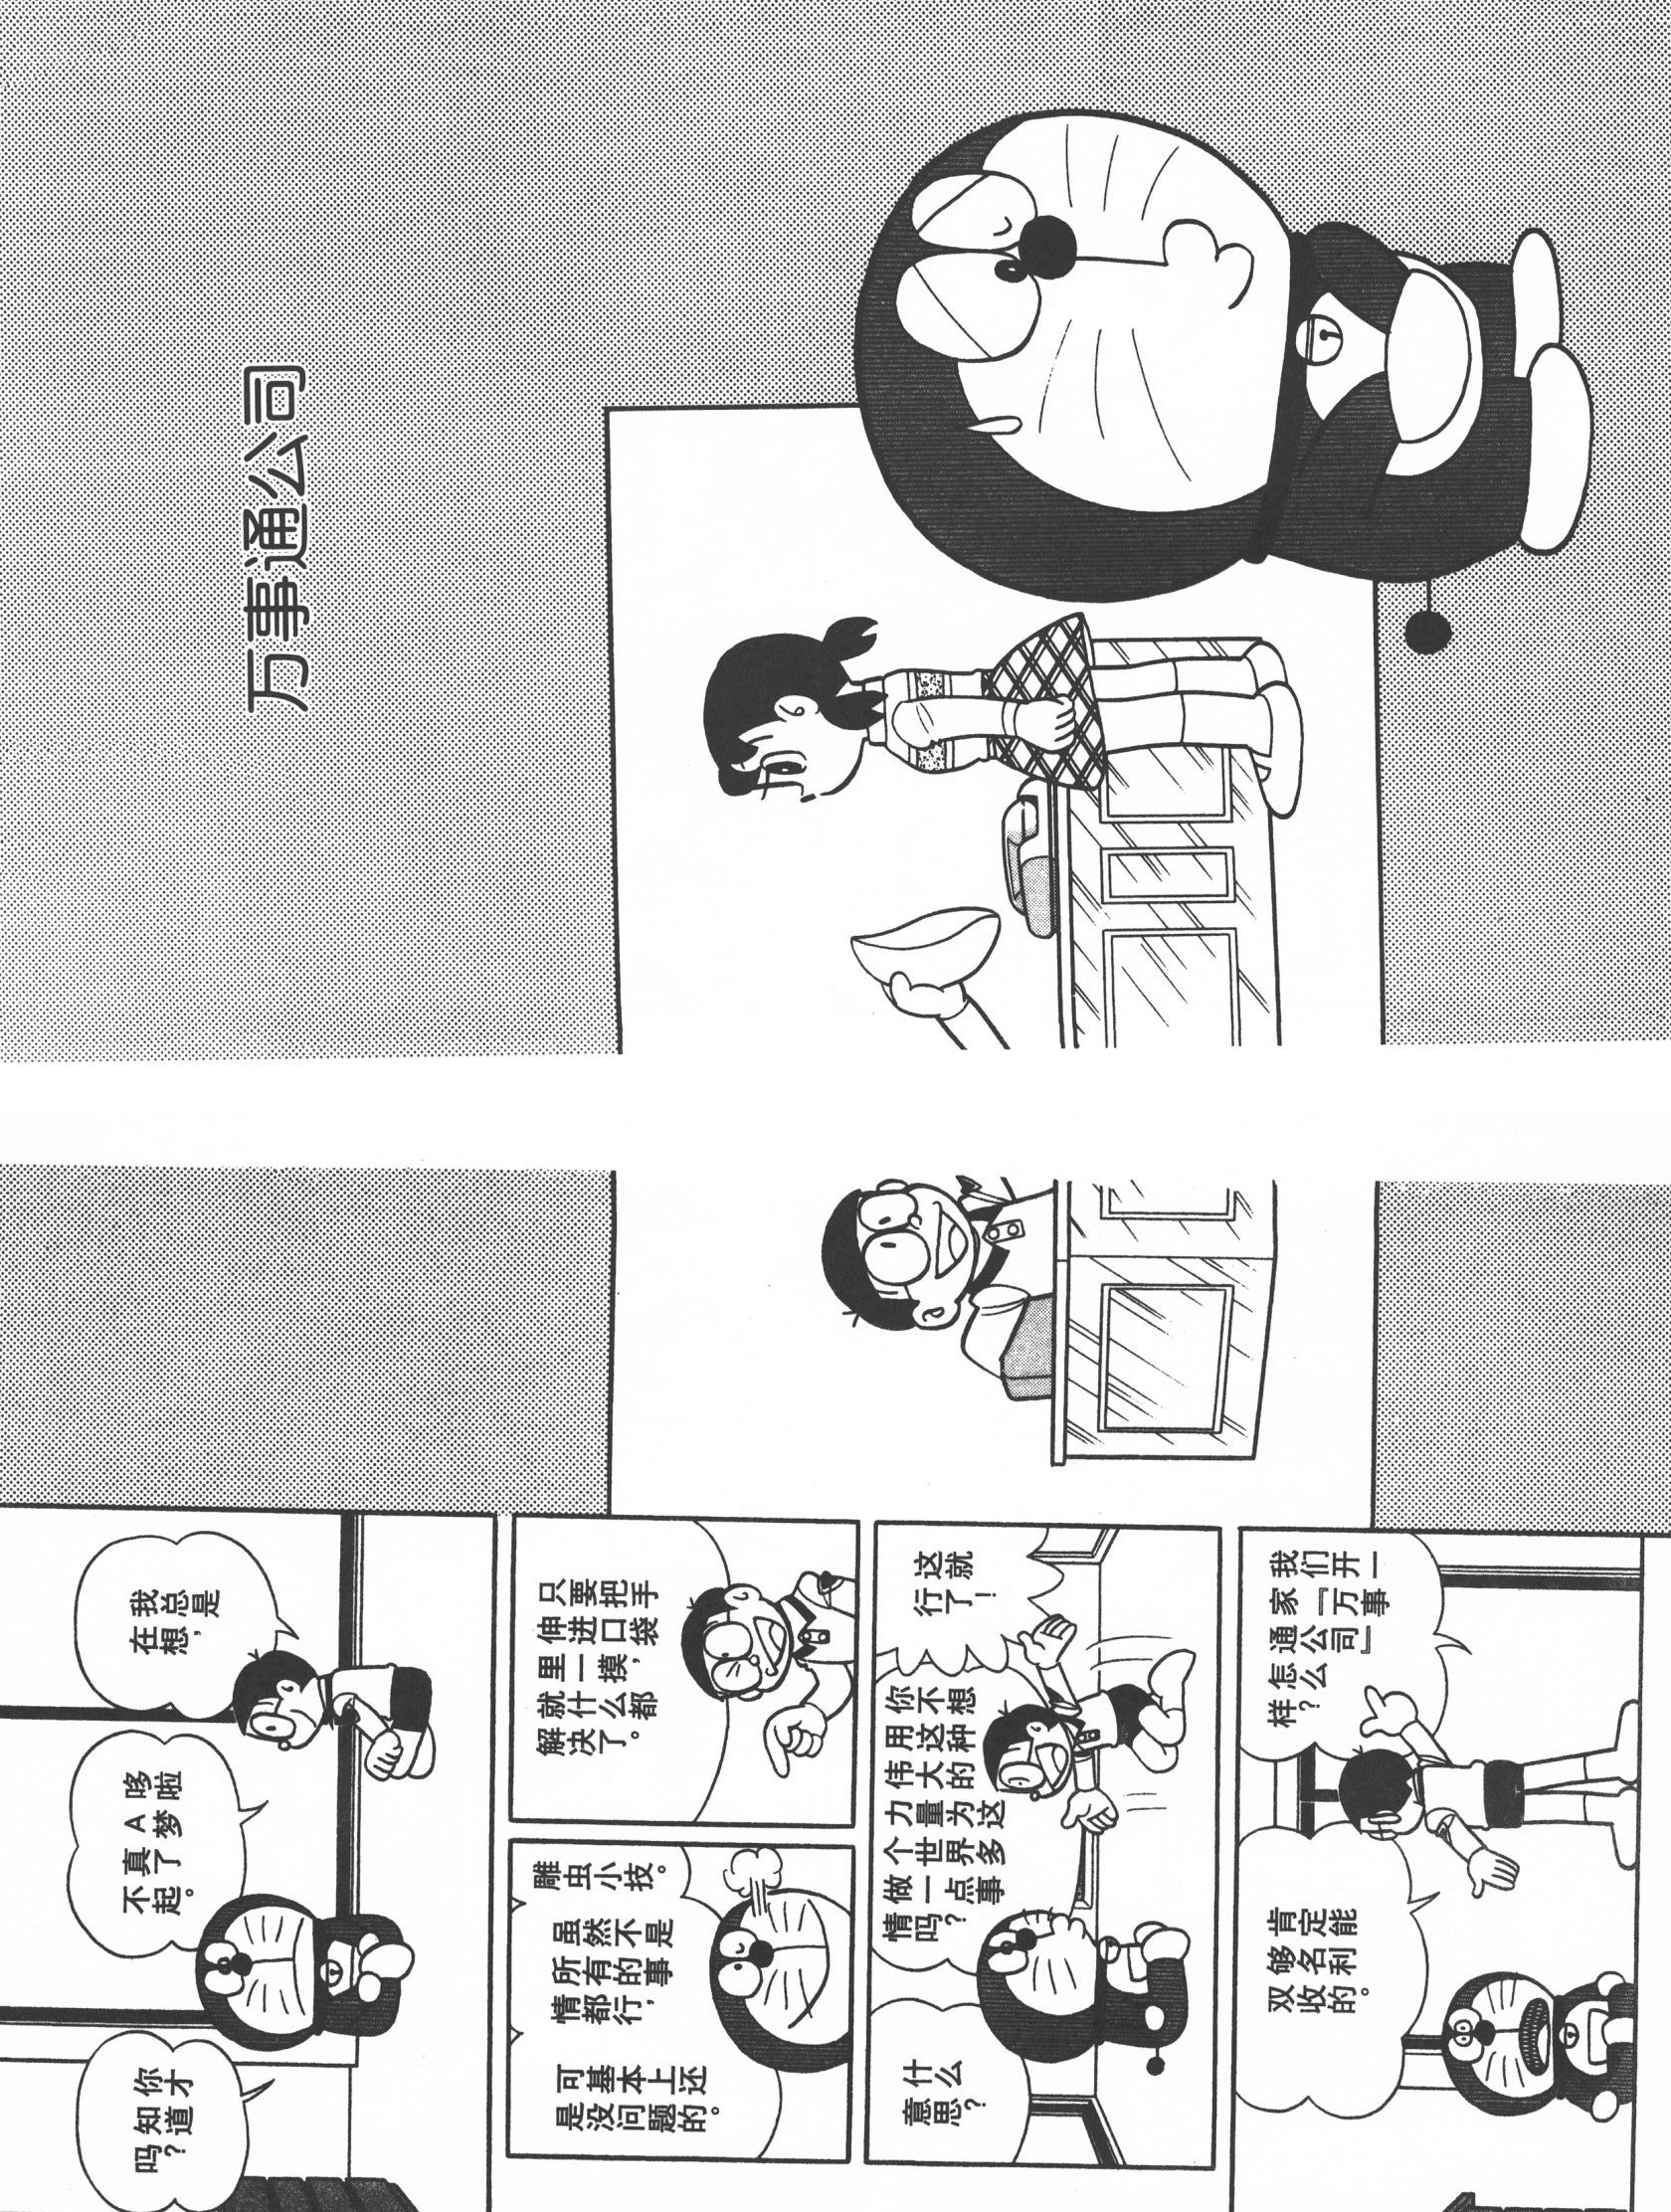 万事通公司
我总是
在想,
哆啦
A梦
真了
不起。
你才
知道
吗?
只要把手
伸进口袋
里一摸,
就什么都
解决了。
雕虫小技。
虽然不是
所有的事
情都行,
可基本上还
是没问题的。
这就
行了!
你不想
用这种
伟大的
力量为这
个世界多
做一点事
情吗?
什么
意思?
我们开一
家『万事
通公司』
怎么
样?
肯定能
够名利
双收的。